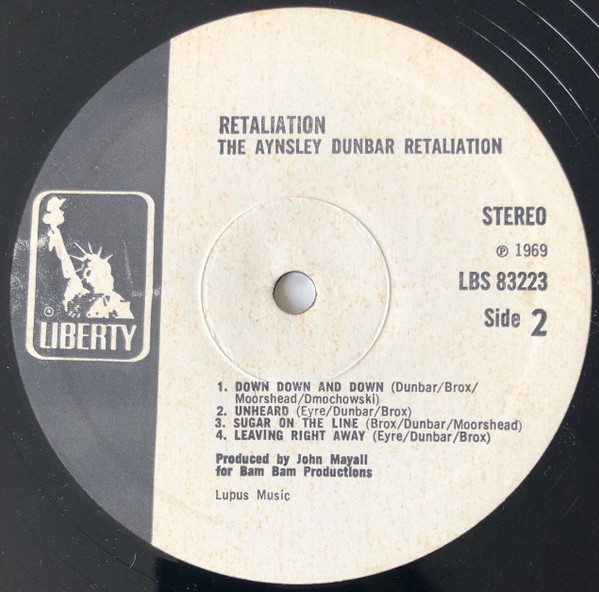 RETALIATION
THE AYNSLEY DUNBAR RETALIATION
STEREO
℗ 1969
LBS 83223
Side 2
® LIBERTY
1. DOWN DOWN AND DOWN (Dunbar/Brox/
Moorshead/Dmochowski)
2. UNHEARD (Eyre/Dunbar/Brox)
3. SUGAR ON THE LINE (Brox/Dunbar/Moorshead)
4. LEAVING RIGHT AWAY (Eyre/Dunbar/Brox)
Produced by John Mayall
for Bam Bam Productions
Lupus Music